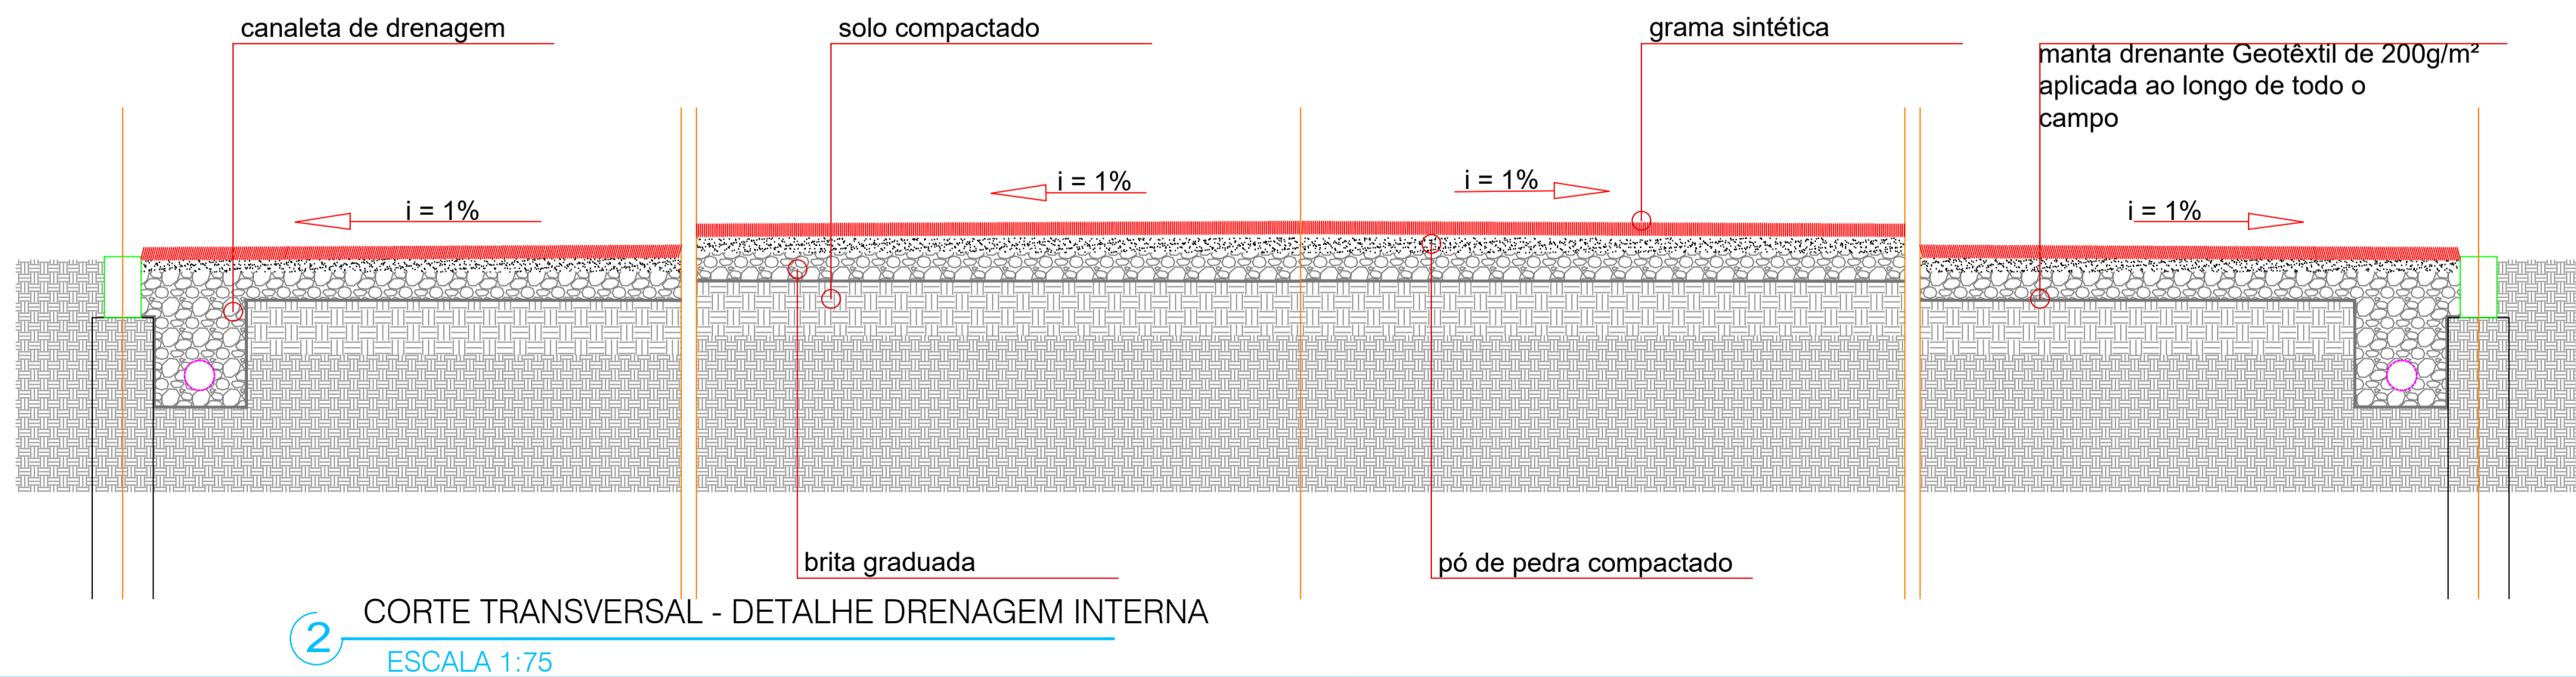 canaleta de drenagem
solo compactado
grama sintética
manta drenante Geotêxtil de 200g/m²
aplicada ao longo de todo o
campo
i = 1%
i = 1%
i = 1%
i = 1%
brita graduada
pó de pedra compactado
2
CORTE TRANSVERSAL - DETALHE DRENAGEM INTERNA
ESCALA 1:75